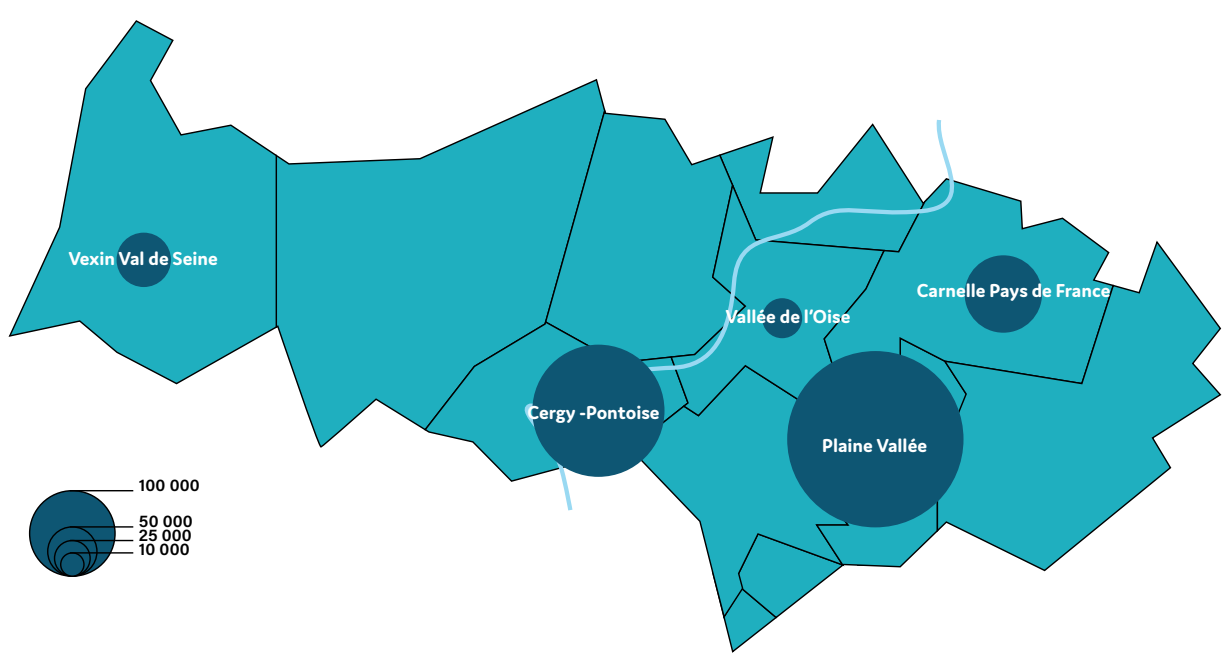 Vexin Val de Seine
Carnelle Pays de France
Vallée de l’Oise
Cergy -Pontoise
Plaine Vallée
100 000
50 000
25 000
10 000